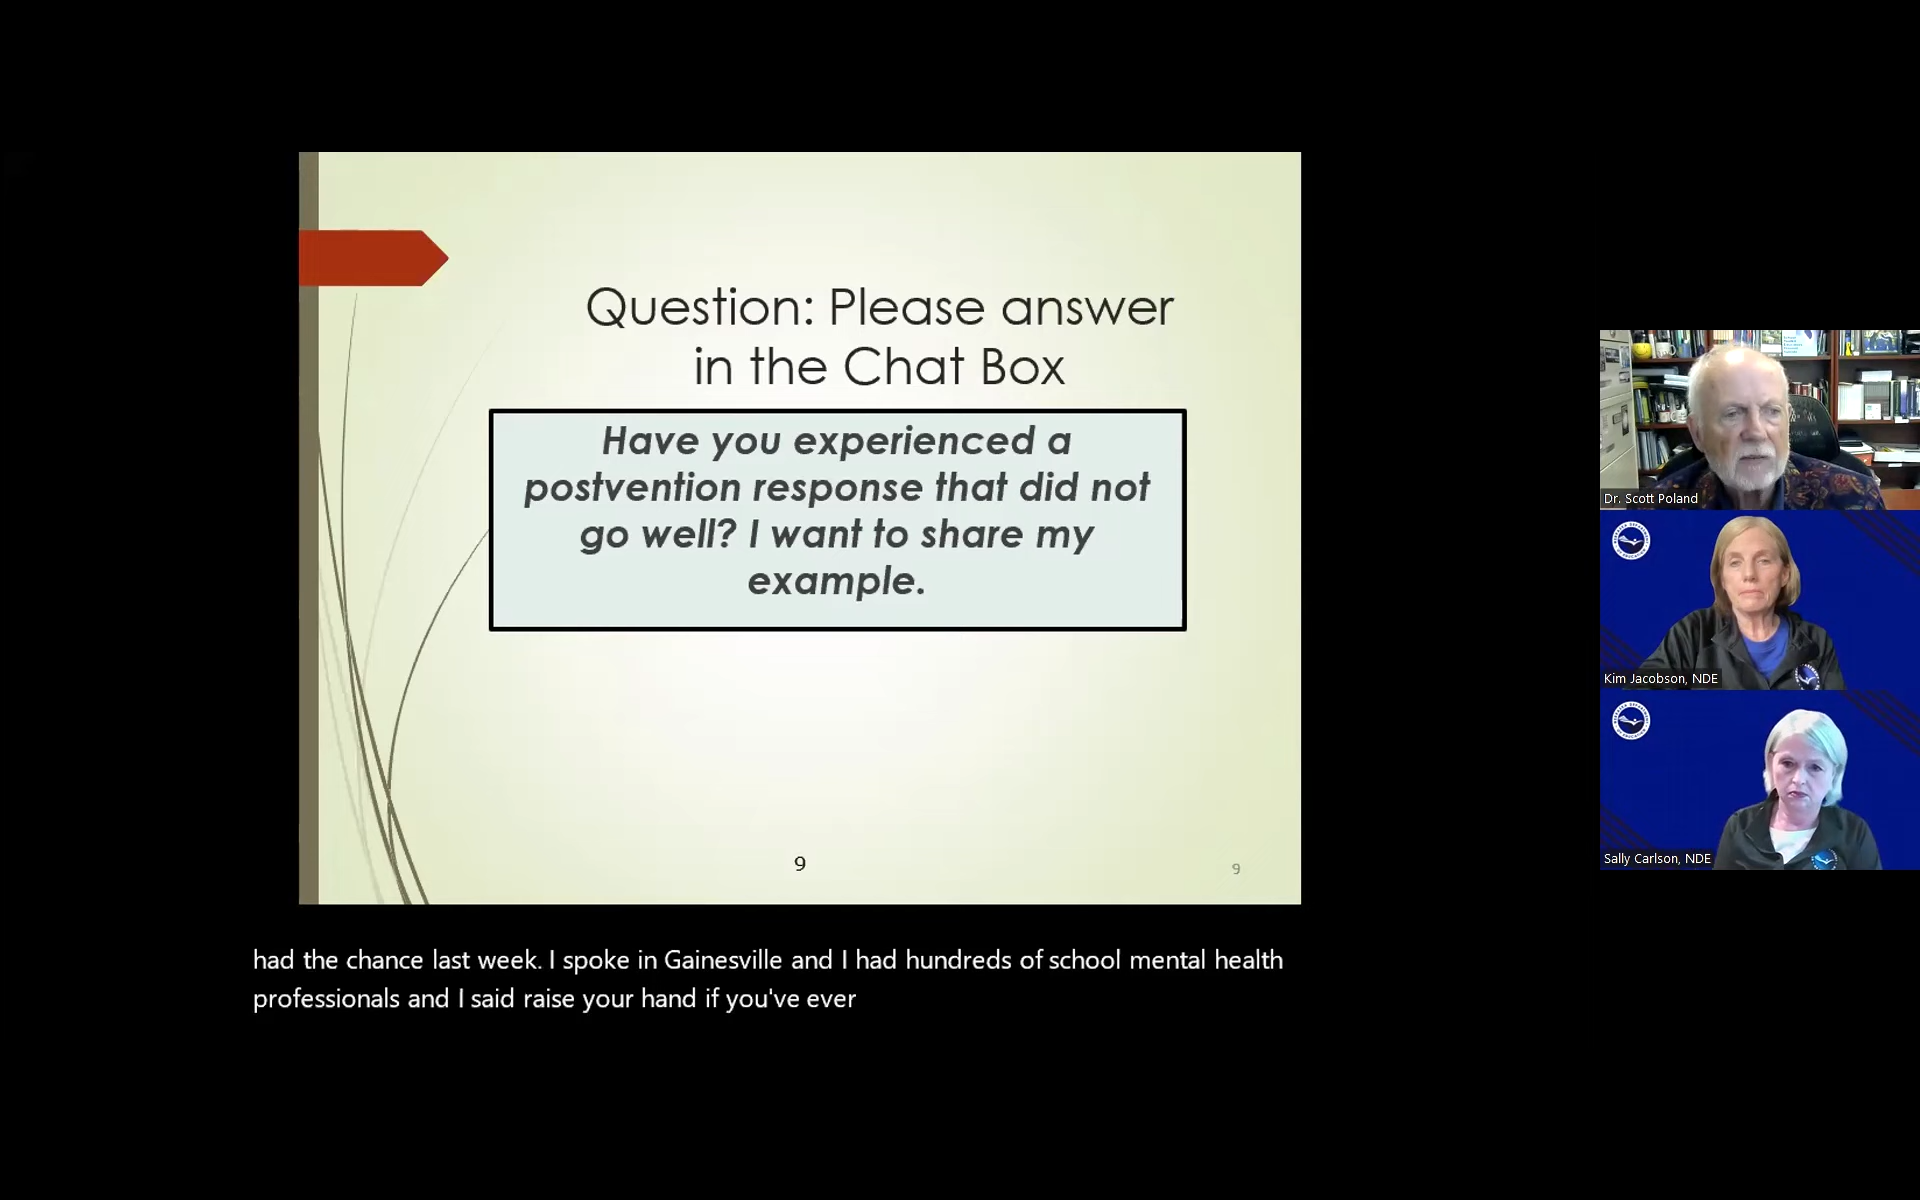 Question: Please answer
in the Chat Box
Have you experienced a
postvention response that did not
go well? I want to share my
example.
9
9
Dr. Scott Poland
Kim Jacobson, NDE
Sally Carlson, NDE
had the chance last week. I spoke in Gainesville and I had hundreds of school mental health
professionals and I said raise your hand if you've ever